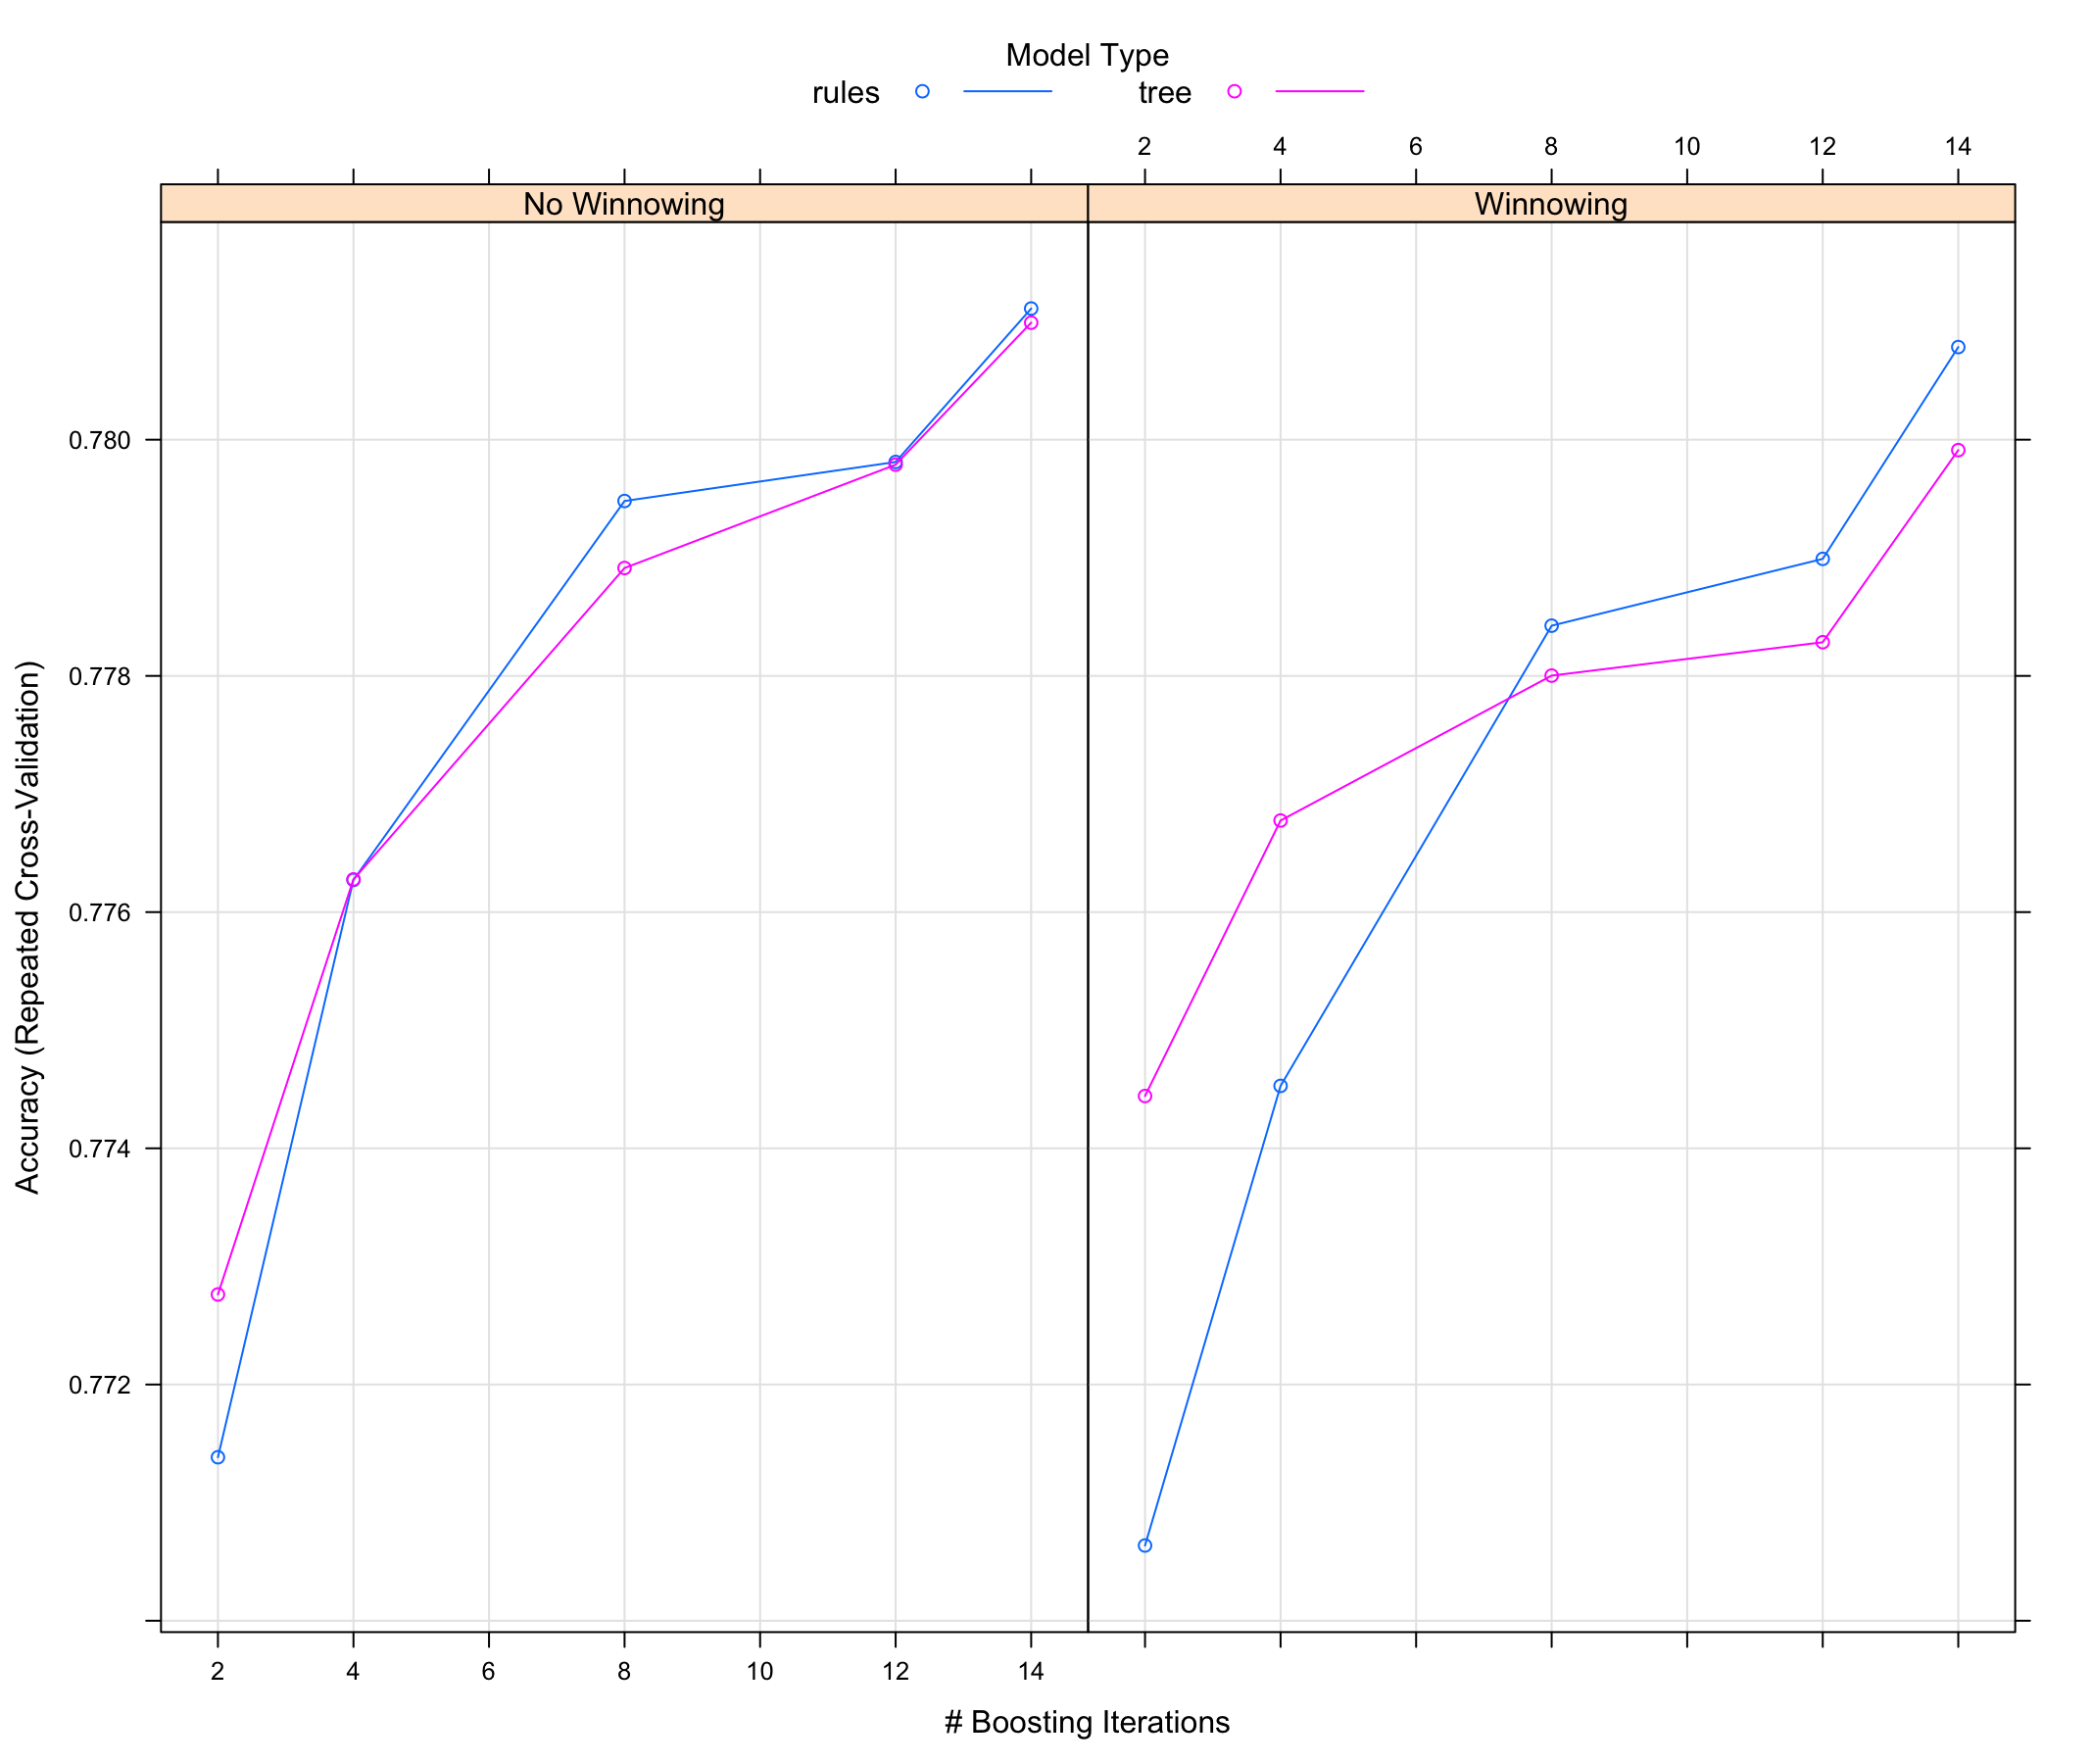 Model Type
rules tree
2 4 6 8 10 12 14
No Winnowing Winnowing
Accuracy (Repeated Cross-Validation)
0.780
0.778
0.776
0.774
0.772
2 4 6 8 10 12 14
# Boosting Iterations